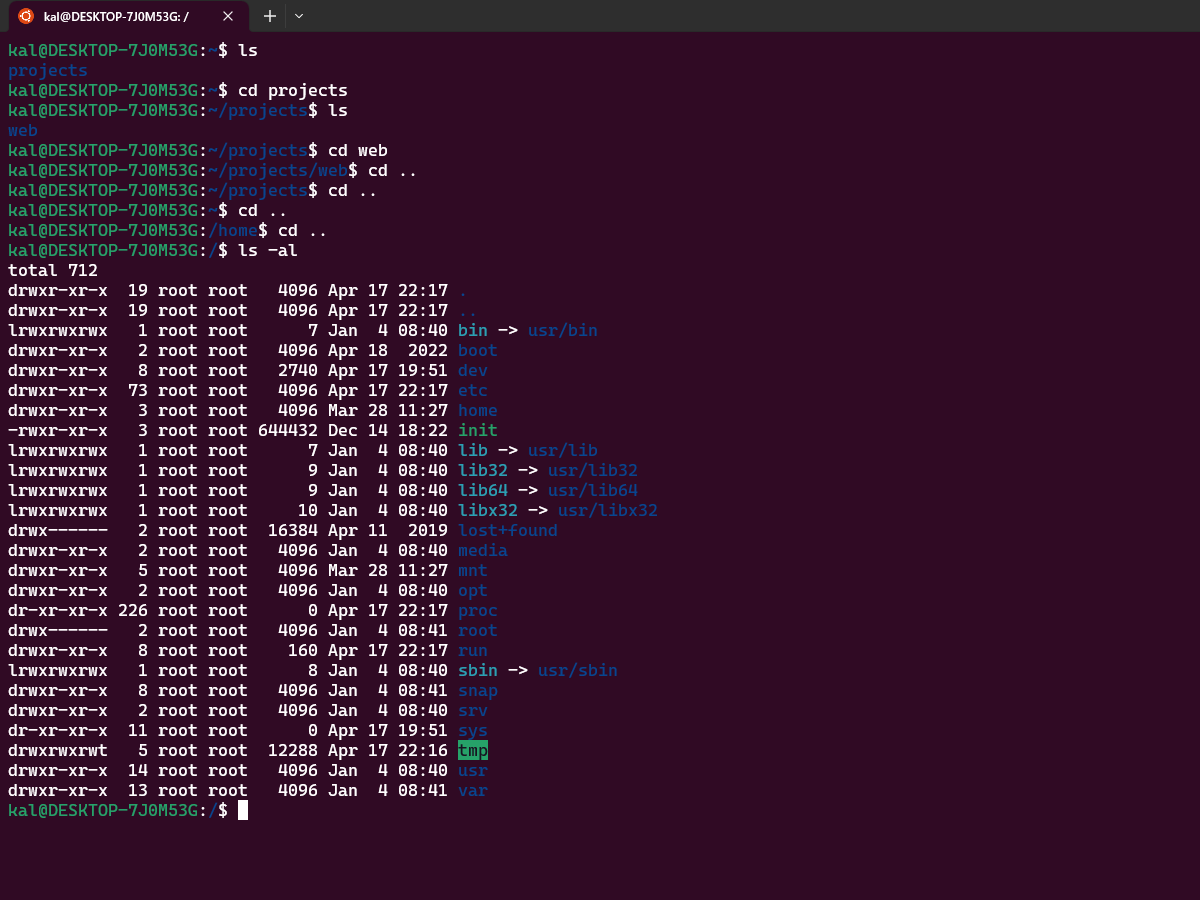 kal@DESKTOP-7J0M53G: /
kal@DESKTOP-7J0M53G:~$ ls
projects
kal@DESKTOP-7J0M53G:~$ cd projects
kal@DESKTOP-7J0M53G:~/projects$ ls
web
kal@DESKTOP-7J0M53G:~/projects$ cd web
kal@DESKTOP-7J0M53G:~/projects/web$ cd ..
kal@DESKTOP-7J0M53G:~/projects$ cd ..
kal@DESKTOP-7J0M53G:~$ cd ..
kal@DESKTOP-7J0M53G:/home$ cd ..
kal@DESKTOP-7J0M53G:/$ ls -al
total 712
drwxr-xr-x  19 root root   4096 Apr 17 22:17 .
drwxr-xr-x  19 root root   4096 Apr 17 22:17 ..
lrwxrwxrwx   1 root root      7 Jan  4 08:40 bin -> usr/bin
drwxr-xr-x   2 root root   4096 Apr 18  2022 boot
drwxr-xr-x   8 root root   2740 Apr 17 19:51 dev
drwxr-xr-x  73 root root   4096 Apr 17 22:17 etc
drwxr-xr-x   3 root root   4096 Mar 28 11:27 home
-rwxr-xr-x   3 root root 644432 Dec 14 18:22 init
lrwxrwxrwx   1 root root      7 Jan  4 08:40 lib -> usr/lib
lrwxrwxrwx   1 root root      9 Jan  4 08:40 lib32 -> usr/lib32
lrwxrwxrwx   1 root root      9 Jan  4 08:40 lib64 -> usr/lib64
lrwxrwxrwx   1 root root     10 Jan  4 08:40 libx32 -> usr/libx32
drwx------   2 root root  16384 Apr 11  2019 lost+found
drwxr-xr-x   2 root root   4096 Jan  4 08:40 media
drwxr-xr-x   5 root root   4096 Mar 28 11:27 mnt
drwxr-xr-x   2 root root   4096 Jan  4 08:40 opt
dr-xr-xr-x 226 root root      0 Apr 17 22:17 proc
drwx------   2 root root   4096 Jan  4 08:41 root
drwxr-xr-x   8 root root    160 Apr 17 22:17 run
lrwxrwxrwx   1 root root      8 Jan  4 08:40 sbin -> usr/sbin
drwxr-xr-x   8 root root   4096 Jan  4 08:41 snap
drwxr-xr-x   2 root root   4096 Jan  4 08:40 srv
dr-xr-xr-x  11 root root      0 Apr 17 19:51 sys
drwxrwxrwt   5 root root  12288 Apr 17 22:16 tmp
drwxr-xr-x  14 root root   4096 Jan  4 08:40 usr
drwxr-xr-x  13 root root   4096 Jan  4 08:41 var
kal@DESKTOP-7J0M53G:/$